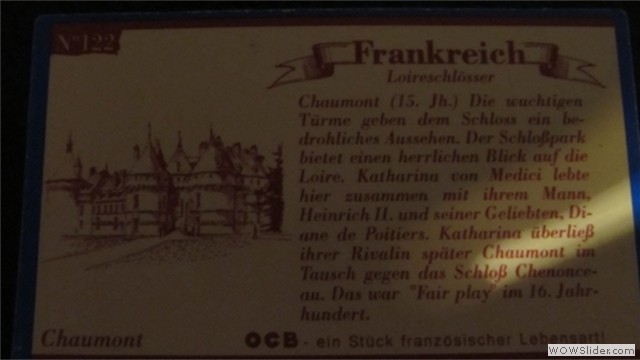 Nº122
Frankreich
Loireschlösser
Chaumont (15. Jh.) Die wuchtigen
Türme geben dem Schloss ein be-
drohliches Aussehen. Der Schloßpark
bietet einen herrlichen Blick auf die
Loire. Katharina von Medici lebte
hier zusammen mit ihrem Mann,
Heinrich II. und seiner Geliebten, Di-
ane de Poitiers. Katharina überließ
ihrer Rivalin später Chaumont im
Tausch gegen das Schloß Chenonce-
au. Das war "Fair play" im 16. Jahr-
hundert.
Chaumont
OCB - ein Stück französischer Lebensart!
WOWSlider.com